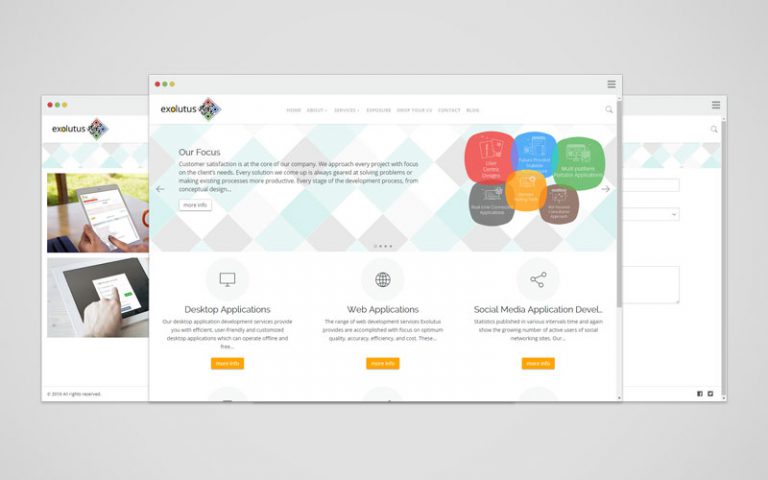 exolutus
HOME ABOUT SERVICES EXPOSURE DROP YOUR CV CONTACT BLOG
exolutus
Our Focus
Customer satisfaction is at the core of our company. We approach every project with focus
on the client's needs. Every solution we come up is always geared at solving problems or
making existing processes more productive. Every stage of the development process, from
conceptual design...
more info
User
Centric
Designs
Future Proofed
Multi-platform
Portable Applications
Real-time Connected
Applications
Approach
Desktop Applications
Our desktop application development services provide
you with efficient, user-friendly and customized
desktop applications which can operate offline and
free...
more info
Web Applications
The range of web development services Exolutus
provides are accomplished with focus on optimum
quality, accuracy, efficiency, and cost. These...
more info
Social Media Application Devel...
Statistics published in various intervals time and again
show the growing number of active users of social
networking sites. Our...
more info
© 2016 All rights reserved.